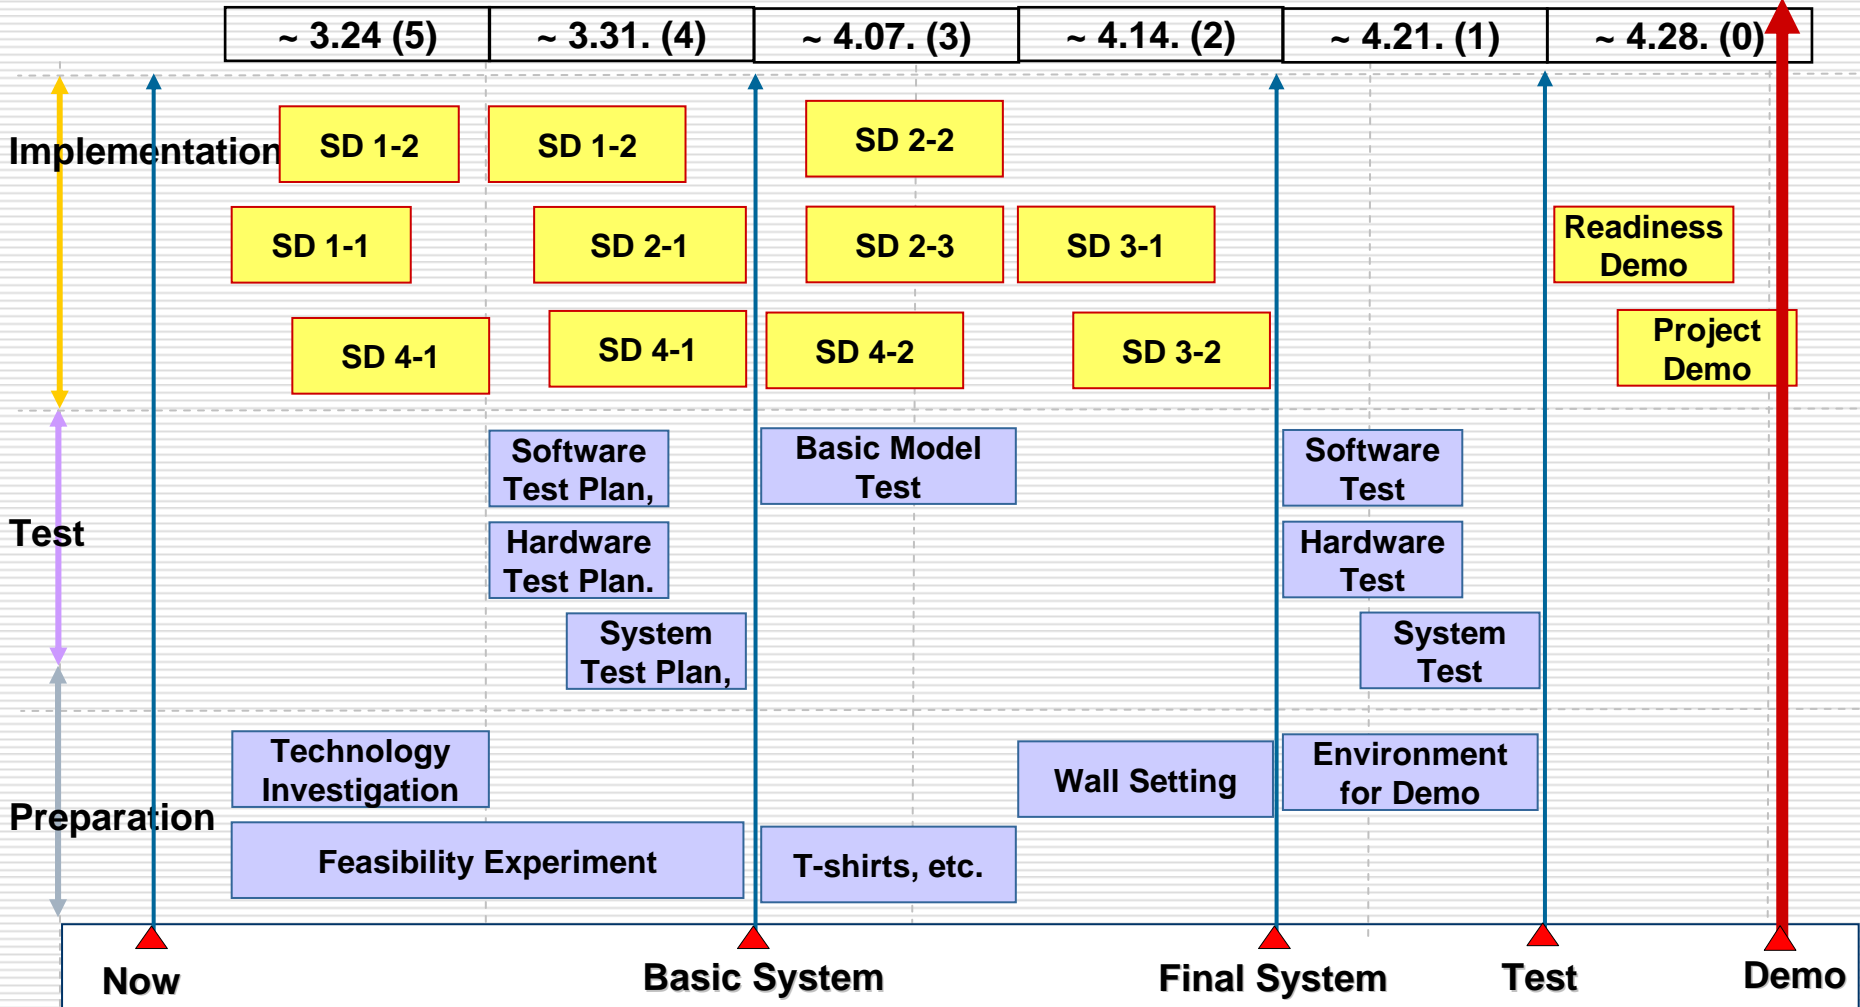 ~ 3.24 (5)
~ 3.31. (4)
~ 4.07. (3)
~ 4.14. (2)
~ 4.21. (1)
~ 4.28. (0)
Implementation
SD 1-2
SD 1-2
SD 2-2
SD 1-1
SD 2-1
SD 2-3
SD 3-1
Readiness
Demo
SD 4-1
SD 4-1
SD 4-2
SD 3-2
Project
Demo
Test
Software
Test Plan,
Basic Model
Test
Software
Test
Hardware
Test Plan.
Hardware
Test
System
Test Plan,
System
Test
Preparation
Technology
Investigation
Wall Setting
Environment
for Demo
Feasibility Experiment
T-shirts, etc.
Now
Basic System
Final System
Test
Demo